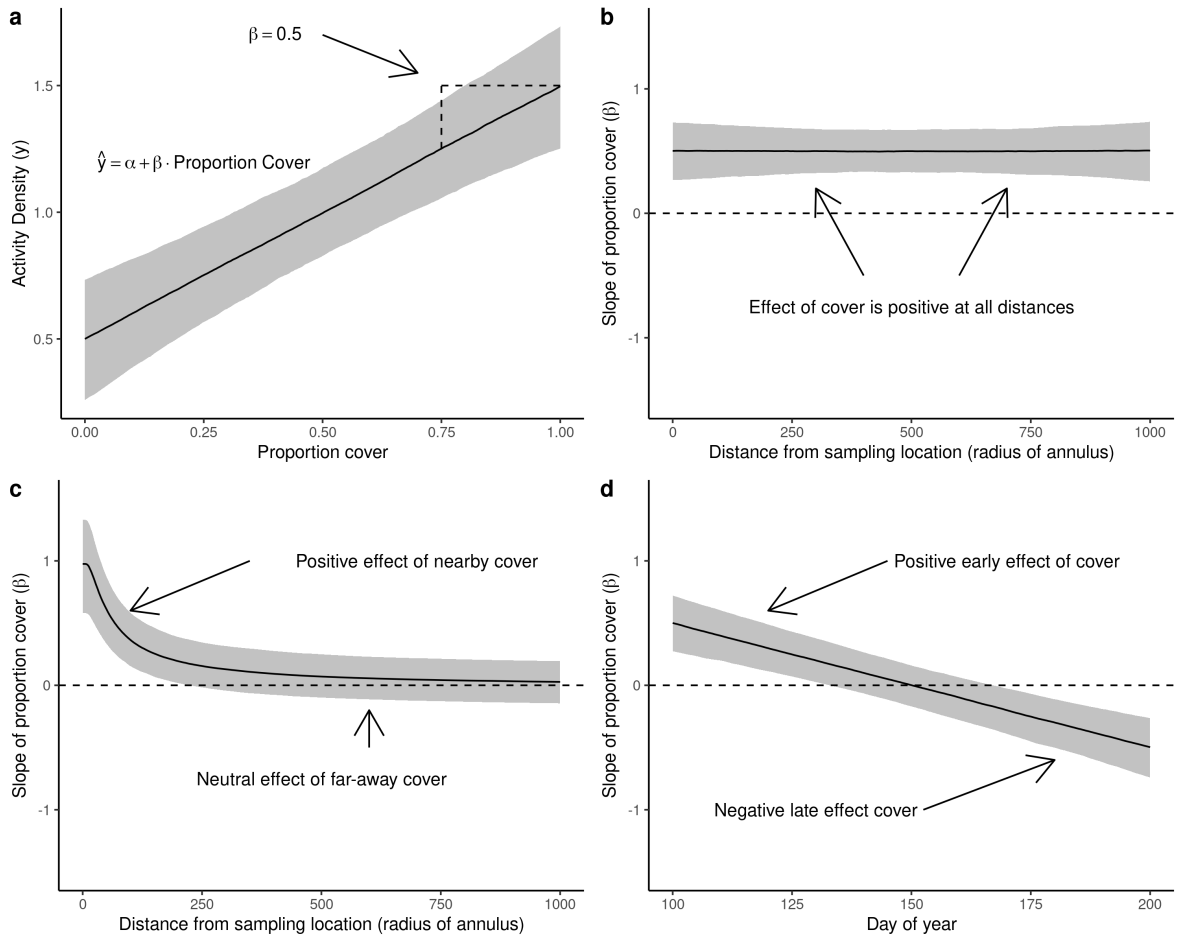 a
β = 0.5
ŷ = α + β · Proportion Cover
Activity Density (y)
1.5
1.0
0.5
0.00 0.25 0.50 0.75 1.00
Proportion cover
b
Slope of proportion cover (β)
1
0
-1
Effect of cover is positive at all distances
0 250 500 750 1000
Distance from sampling location (radius of annulus)
c
Slope of proportion cover (β)
1
0
-1
Positive effect of nearby cover
Neutral effect of far-away cover
0 250 500 750 1000
Distance from sampling location (radius of annulus)
d
Slope of proportion cover (β)
1
0
-1
Positive early effect of cover
Negative late effect cover
100 125 150 175 200
Day of year